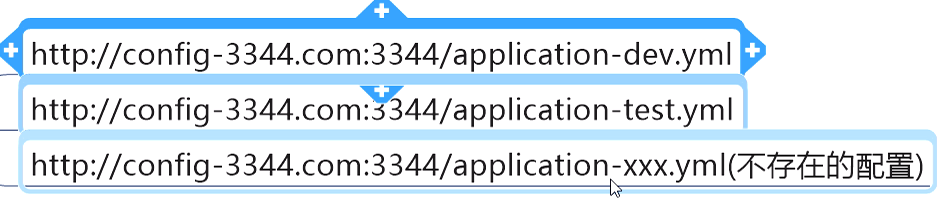 http://config-3344.com:3344/application-dev.yml
http://config-3344.com:3344/application-test.yml
http://config-3344.com:3344/application-xxx.yml(不存在的配置)